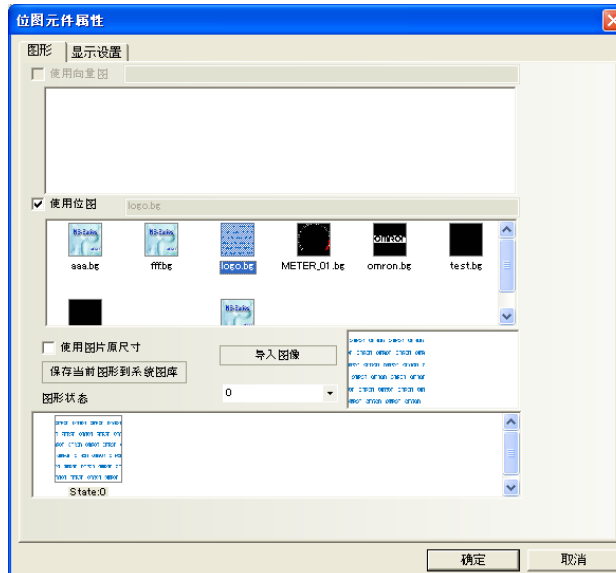 位图元件属性
图形 显示设置
使用向量图
使用位图 logo.bg
aaa.bg fff.bg logo.bg METER_01.bg omron.bg test.bg
使用图片原尺寸
导入图像
保存当前图形到系统图库
0
图形状态
State:0
确定 取消